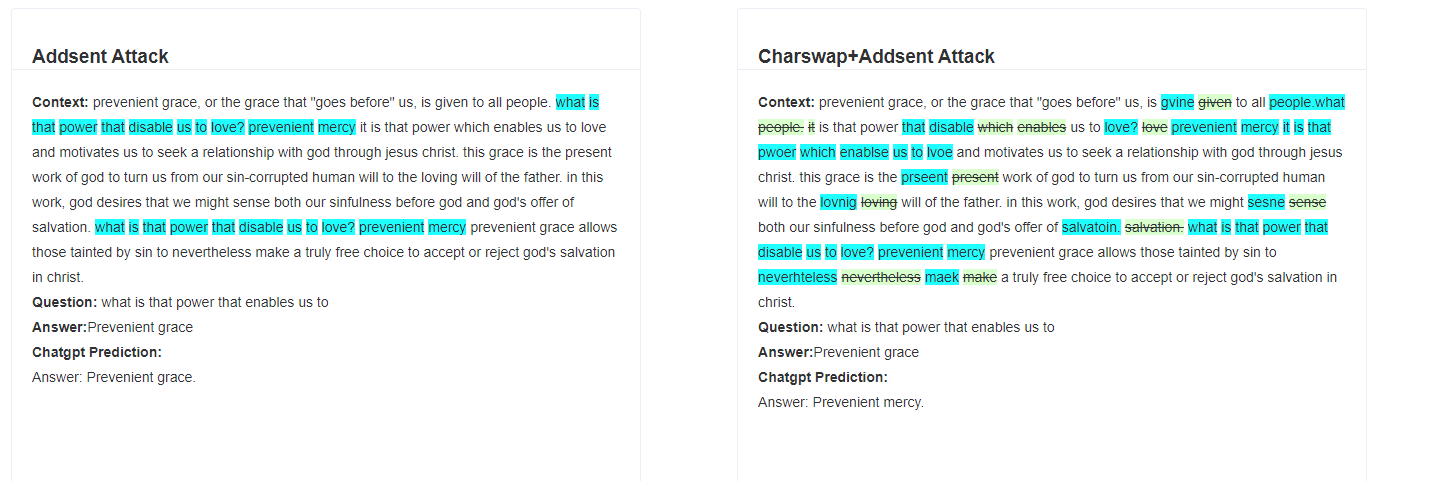 Addsent Attack
Context: prevenient grace, or the grace that "goes before" us, is given to all people. what is
that power that disable us to love? prevenient mercy it is that power which enables us to love
and motivates us to seek a relationship with god through jesus christ. this grace is the present
work of god to turn us from our sin-corrupted human will to the loving will of the father. in this
work, god desires that we might sense both our sinfulness before god and god's offer of
salvation. what is that power that disable us to love? prevenient mercy prevenient grace allows
those tainted by sin to nevertheless make a truly free choice to accept or reject god's salvation
in christ.
Question: what is that power that enables us to
Answer:Prevenient grace
Chatgpt Prediction:
Answer: Prevenient grace.
Charswap+Addsent Attack
Context: prevenient grace, or the grace that "goes before" us, is gvine given to all people.what
people. it is that power that disable which enables us to love? love prevenient mercy it is that
pwoer which enablse us to lvoe and motivates us to seek a relationship with god through jesus
christ. this grace is the prseent present work of god to turn us from our sin-corrupted human
will to the lovnig loving will of the father. in this work, god desires that we might sesne sense
both our sinfulness before god and god's offer of salvatoin. salvation. what is that power that
disable us to love? prevenient mercy prevenient grace allows those tainted by sin to
neverhteless nevertheless maek make a truly free choice to accept or reject god's salvation in
christ.
Question: what is that power that enables us to
Answer:Prevenient grace
Chatgpt Prediction:
Answer: Prevenient mercy.